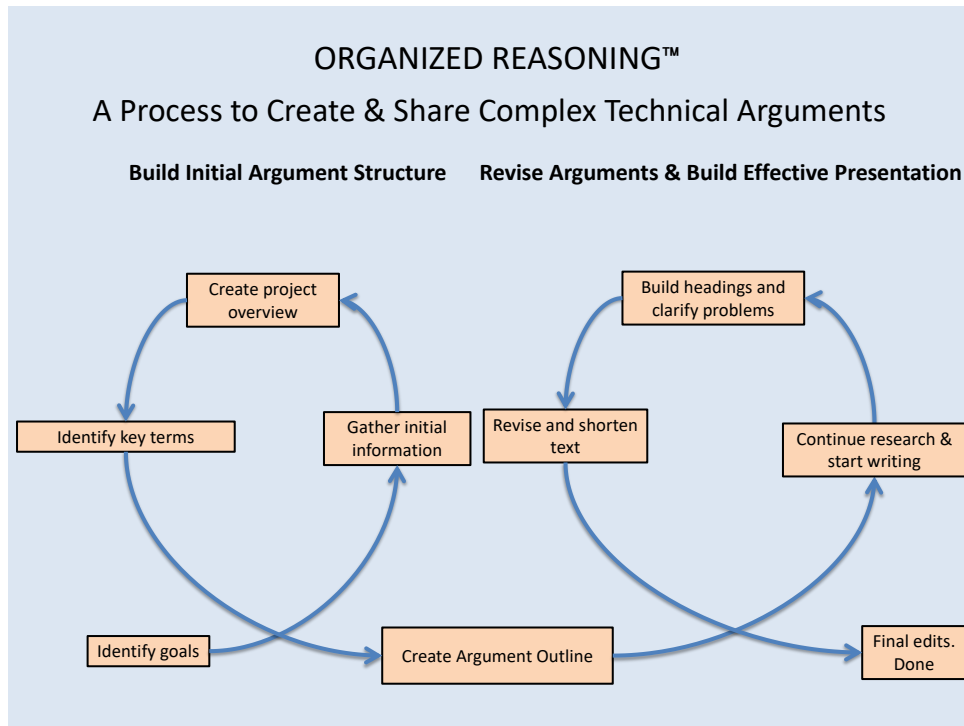 ORGANIZED REASONING™
A Process to Create & Share Complex Technical Arguments
Build Initial Argument Structure
Revise Arguments & Build Effective Presentation
Create project
overview
Build headings and
clarify problems
Identify key terms
Gather initial
information
Revise and shorten
text
Continue research &
start writing
Identify goals
Create Argument Outline
Final edits.
Done